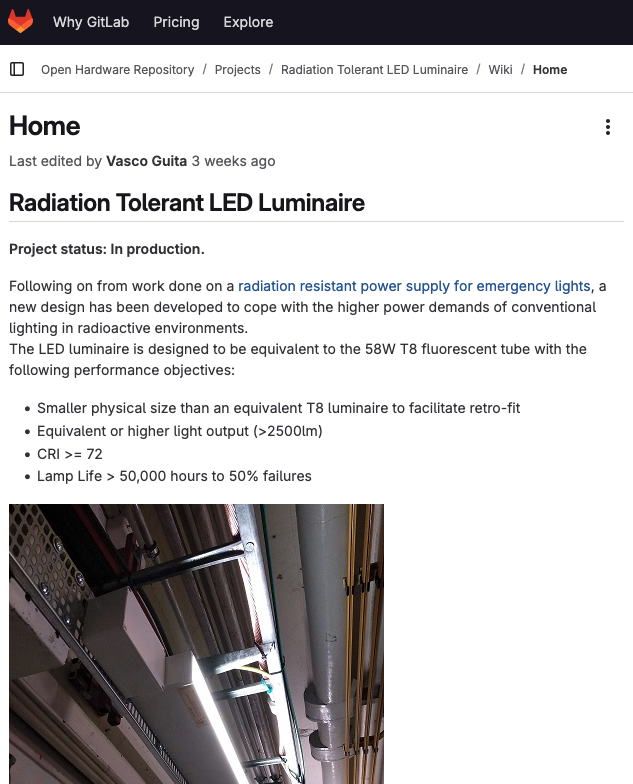 Why GitLab Pricing Explore
Open Hardware Repository / Projects / Radiation Tolerant LED Luminaire / Wiki / Home
Home
Last edited by Vasco Guita 3 weeks ago
Radiation Tolerant LED Luminaire
Project status: In production.
Following on from work done on a radiation resistant power supply for emergency lights, a
new design has been developed to cope with the higher power demands of conventional
lighting in radioactive environments.
The LED luminaire is designed to be equivalent to the 58W T8 fluorescent tube with the
following performance objectives:
• Smaller physical size than an equivalent T8 luminaire to facilitate retro-fit
• Equivalent or higher light output (>2500lm)
• CRI >= 72
• Lamp Life > 50,000 hours to 50% failures